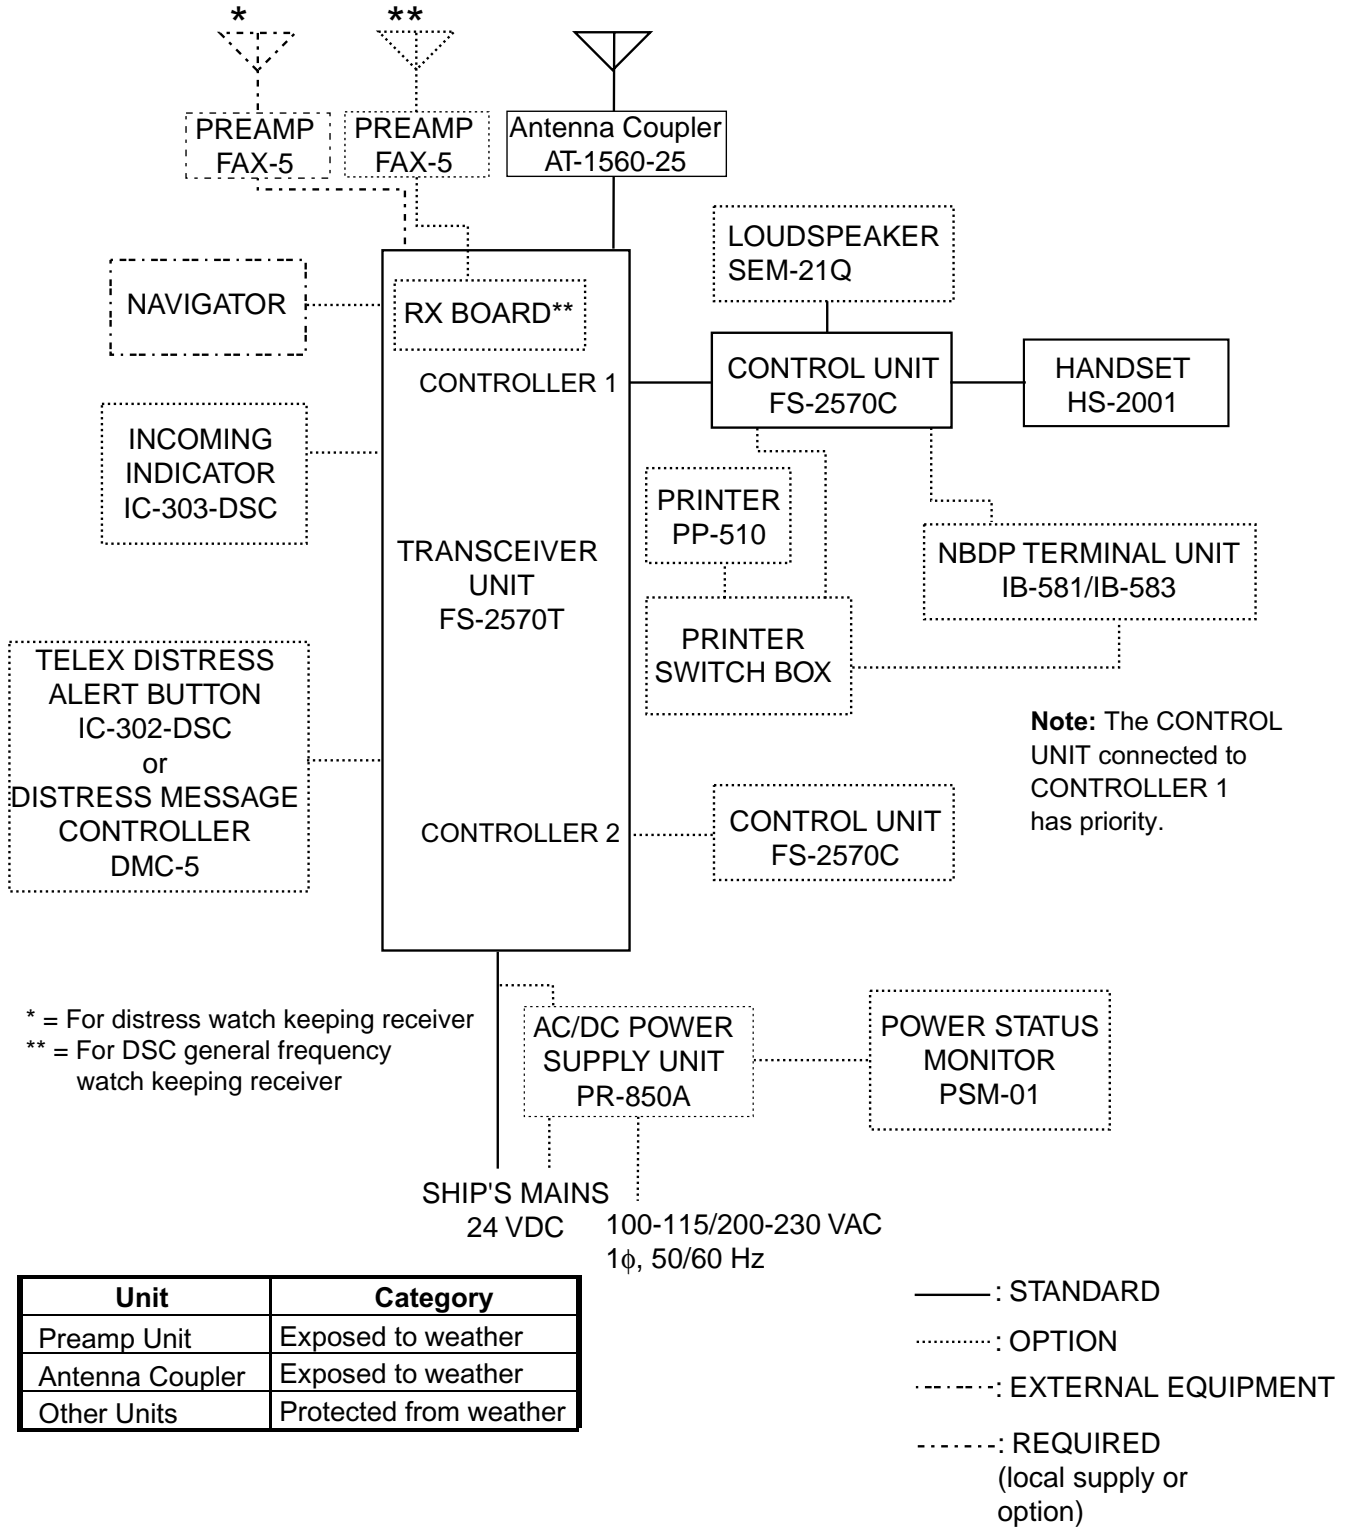 *
**
PREAMP
FAX-5
PREAMP
FAX-5
Antenna Coupler
AT-1560-25
LOUDSPEAKER
SEM-21Q
NAVIGATOR
RX BOARD**
CONTROLLER 1
CONTROL UNIT
FS-2570C
HANDSET
HS-2001
INCOMING
INDICATOR
IC-303-DSC
PRINTER
PP-510
NBDP TERMINAL UNIT
IB-581/IB-583
TRANSCEIVER
UNIT
FS-2570T
PRINTER
SWITCH BOX
TELEX DISTRESS
ALERT BUTTON
IC-302-DSC
or
DISTRESS MESSAGE
CONTROLLER
DMC-5
Note: The CONTROL
UNIT connected to
CONTROLLER 1
has priority.
CONTROLLER 2
CONTROL UNIT
FS-2570C
* = For distress watch keeping receiver
** = For DSC general frequency
watch keeping receiver
AC/DC POWER
SUPPLY UNIT
PR-850A
POWER STATUS
MONITOR
PSM-01
SHIP'S MAINS
24 VDC
100-115/200-230 VAC
1ϕ, 50/60 Hz
Unit Category
Preamp Unit Exposed to weather
Antenna Coupler Exposed to weather
Other Units Protected from weather
: STANDARD
: OPTION
: EXTERNAL EQUIPMENT
: REQUIRED
(local supply or
option)